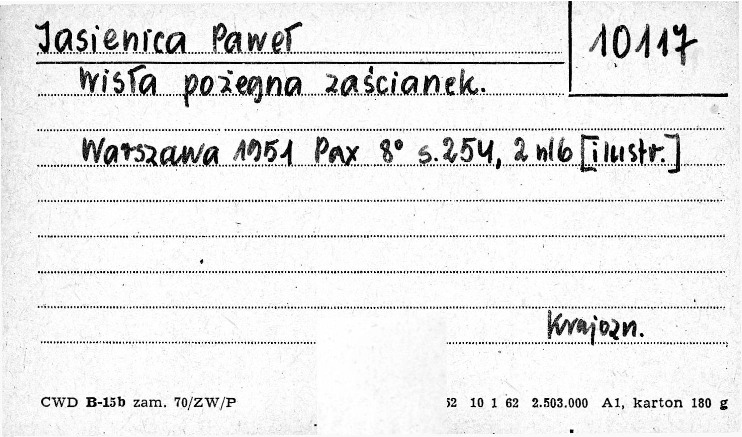 Jasienica Paweł
10117
Wisła pożegna zaścianek.
Warszawa 1951 Pax 8° s.254, 2 nlb [ilustr.]
Krajozn.
CWD B-15b zam. 70/ZW/P 52 10 1 62 2.503.000 A1, karton 180 g